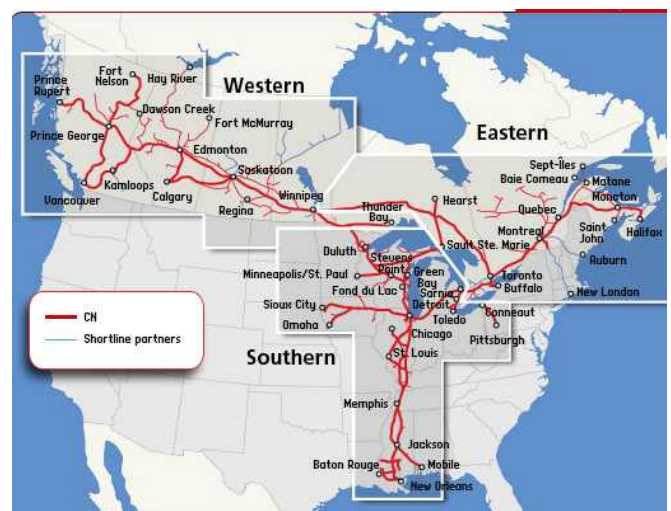 Western
Eastern
Southern
Prince
Rupert
Fort
Nelson
Hay River
Dawson Creek
Fort McMurray
Prince George
Edmonton
Saskatoon
Vancouver
Kamloops
Calgary
Regina
Winnipeg
Thunder
Bay
Hearst
Sept-Îles
Baie Comeau
Matane
Moncton
Quebec
Montreal
Saint
John
Halifax
Sault Ste. Marie
Auburn
Toronto
Buffalo
New London
Duluth
Stevens
Point
Green
Bay
Minneapolis/St. Paul
Fond du Lac
Sarnia
Detroit
Toledo
Conneaut
Pittsburgh
Sioux City
Omaha
Chicago
St. Louis
Memphis
Jackson
Baton Rouge
Mobile
New Orleans
CN
Shortline partners